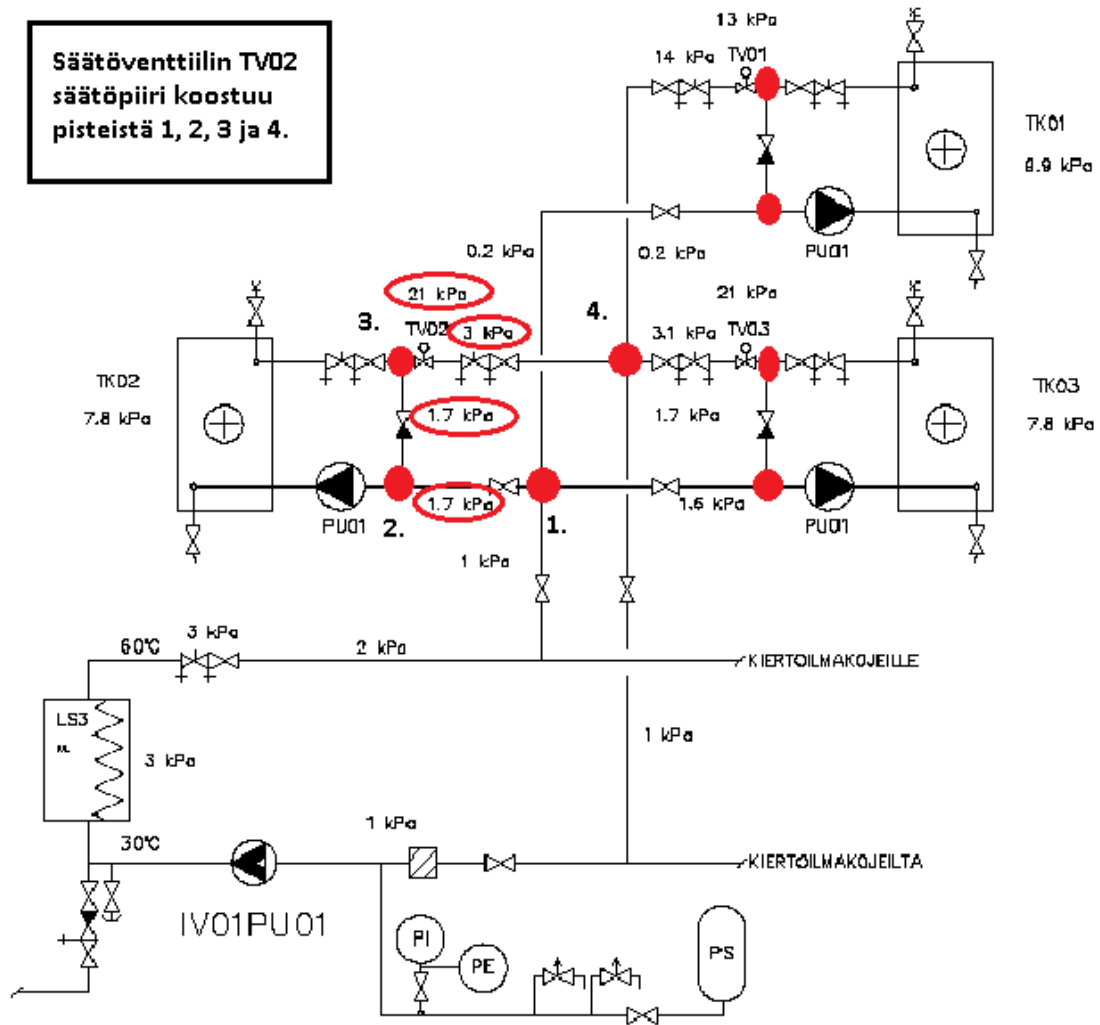 Säätöventtiilin TV02
säätöpiiri koostuu
pisteistä 1, 2, 3 ja 4.
13 kPa
14 kPa
TV01
TK01
8.9 kPa
PU01
0.2 kPa
0.2 kPa
21 kPa
21 kPa
3.
TV02
3 kPa
4.
3.1 kPa
TV03
TK02
7.8 kPa
1.7 kPa
1.7 kPa
TK03
7.8 kPa
PU01
2.
1.7 kPa
1.
1.6 kPa
PU01
1 kPa
3 kPa
60°C
2 kPa
KIERTOILMAKOJEILLE
LS3
3 kPa
1 kPa
30°C
1 kPa
KIERTOILMAKOJEILTA
IV01PU01
PI
PE
PS